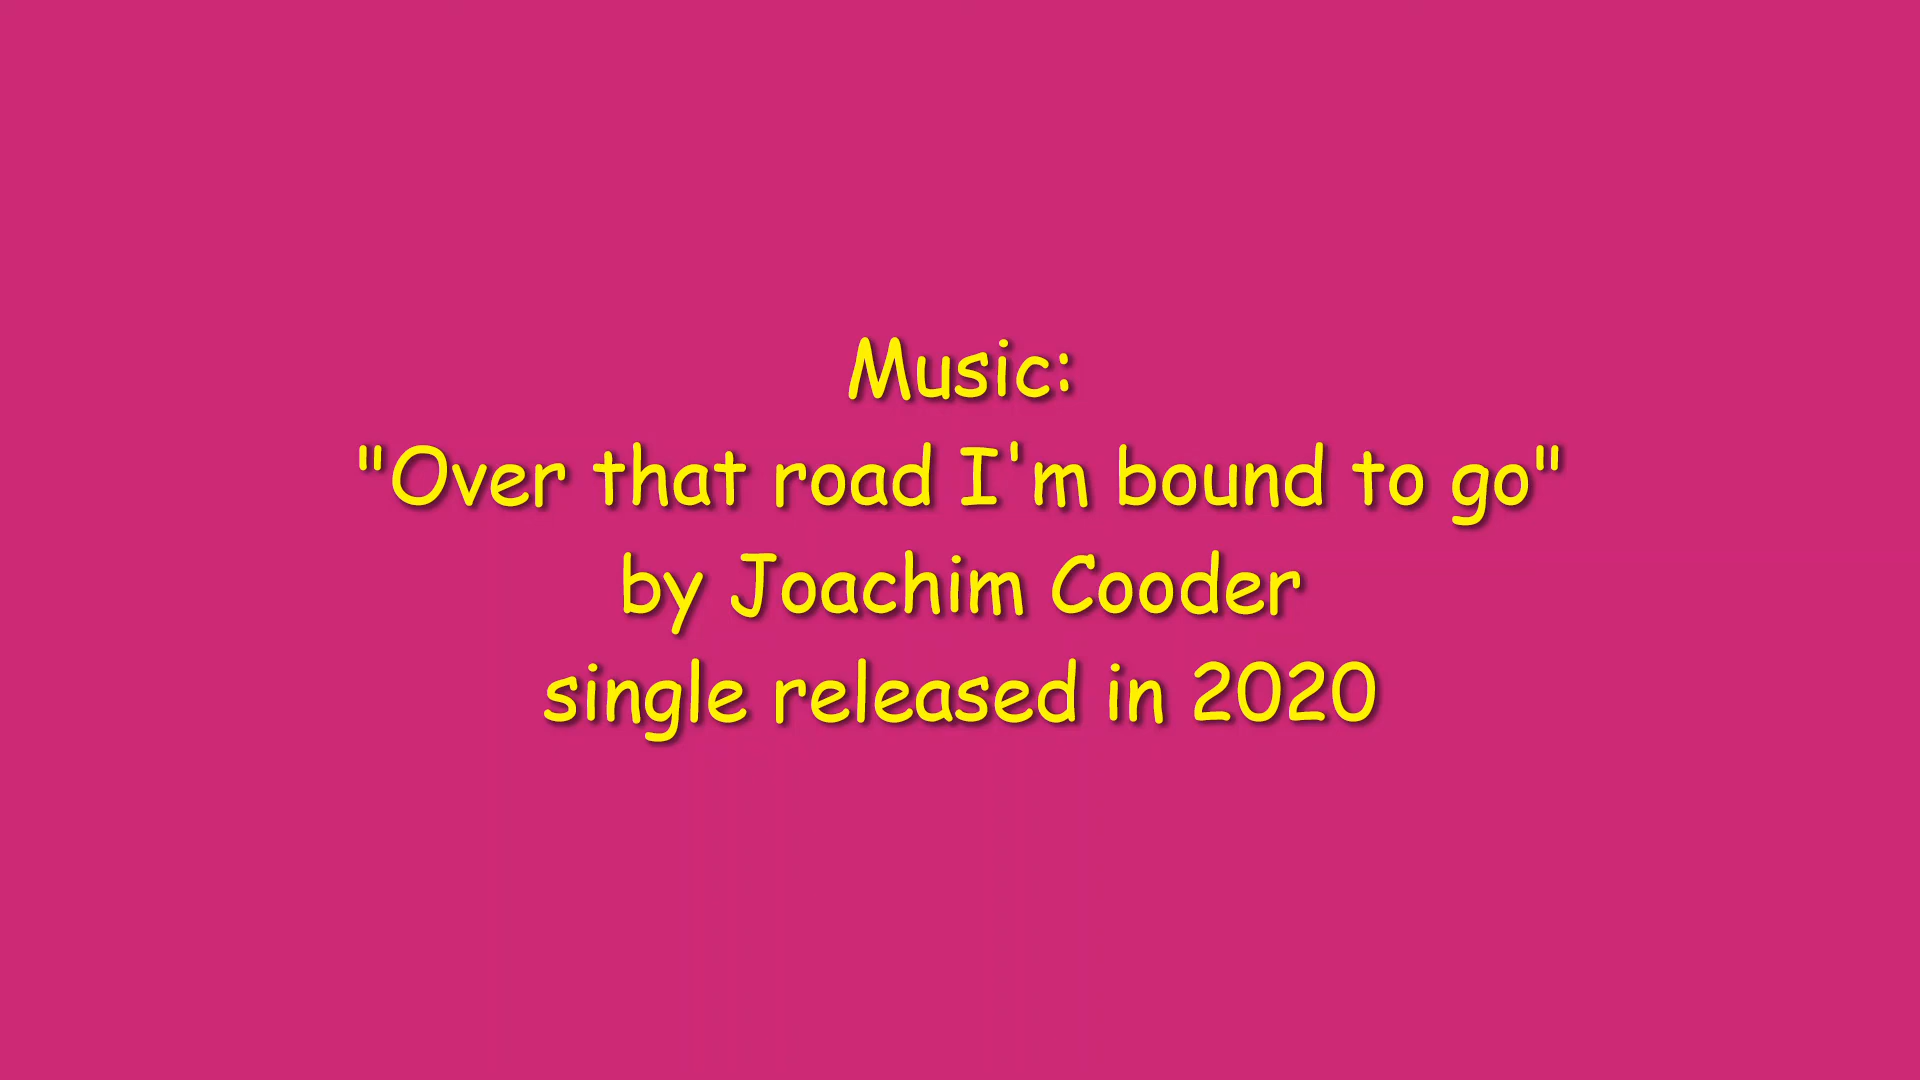 Music:
"Over that road I'm bound to go"
by Joachim Cooder
single released in 2020